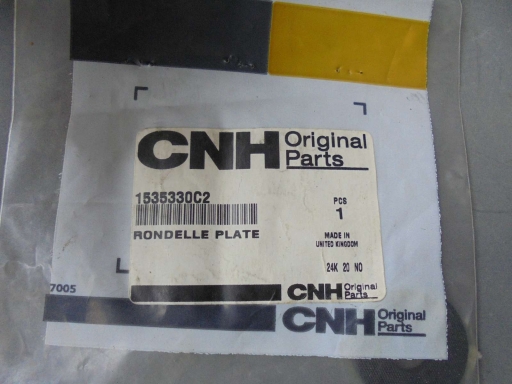 CNH Original Parts
1535330C2
PCS
1
RONDELLE PLATE
MADE IN
UNITED KINGDOM
24K 20 NO
CNH Original Parts
7005
CNH Original Parts